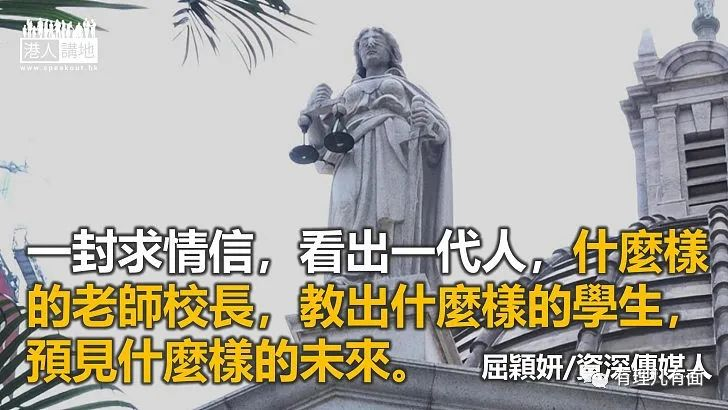 港人講地
www.speakout.hk
一封求情信，看出一代人，什麼樣
的老師校長，教出什麼樣的學生，
預見什麼樣的未來。
屈穎妍/資深傳媒人
有理儿有面